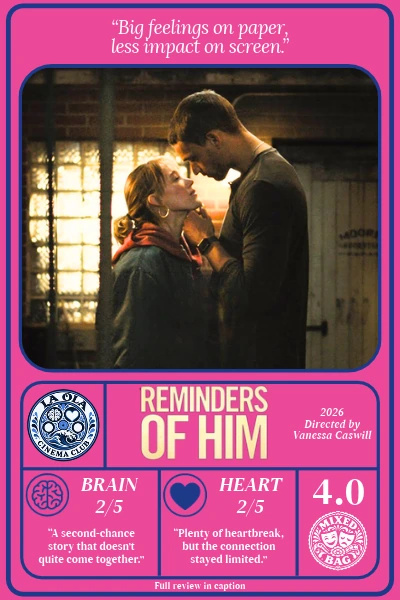 “Big feelings on paper,
less impact on screen.”
LA OLA
CINEMA CLUB
REMINDERS
OF HIM
2026
Directed by
Vanessa Caswill
BRAIN
2/5
“A second-chance
story that doesn't
quite come together.”
HEART
2/5
“Plenty of heartbreak,
but the connection
stayed limited.”
4.0
MIXED
BAG
Full review in caption